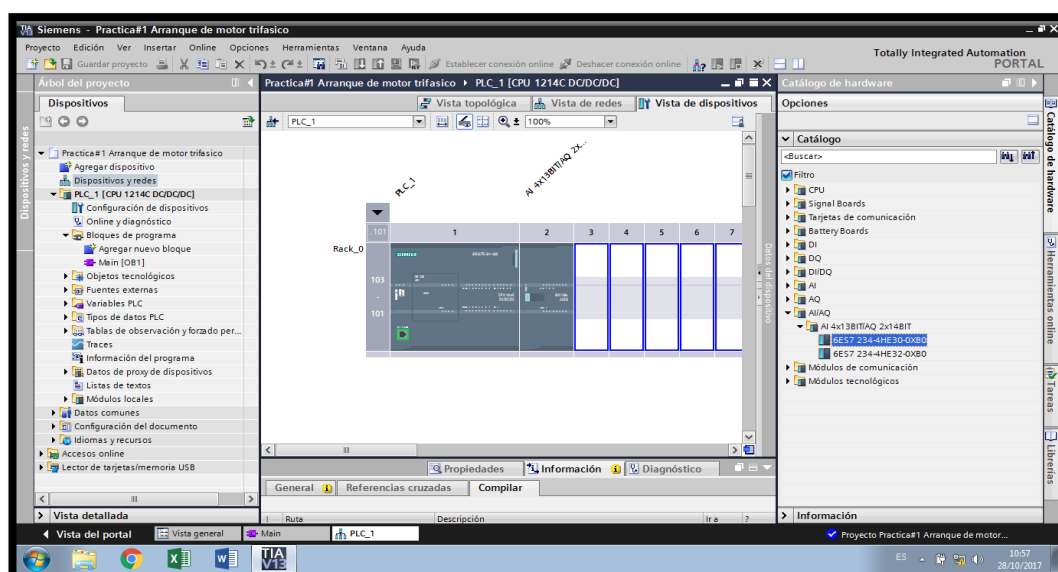 Siemens - Practica#1 Arranque de motor trifasico
Proyecto Edición Ver Insertar Online Opciones Herramientas Ventana Ayuda
Guardar proyecto Establecer conexión online Deshacer conexión online
Totally Integrated Automation
PORTAL
Árbol del proyecto
Dispositivos
Practica#1 Arranque de motor trifasico
Agregar dispositivo
Dispositivos y redes
PLC_1 [CPU 1214C DC/DC/DC]
Configuración de dispositivos
Online y diagnóstico
Bloques de programa
Agregar nuevo bloque
Main [OB1]
Objetos tecnológicos
Fuentes externas
Variables PLC
Tipos de datos PLC
Tablas de observación y forzado per...
Traces
Información del programa
Datos de proxy de dispositivos
Listas de textos
Módulos locales
Datos comunes
Configuración del documento
Idiomas y recursos
Accesos online
Lector de tarjetas/memoria USB
Vista detallada
Dispositivos y redes
Practica#1 Arranque de motor trifasico PLC_1 [CPU 1214C DC/DC/DC]
Vista topológica Vista de redes Vista de dispositivos
PLC_1 100%
PLC_1
AI 4x13BIT/AQ 2x...
..101 1 2 3 4 5 6 7
Rack_0
SIEMENS
103
-
101
Datos del dispositivo
Propiedades Información Diagnóstico
General Referencias cruzadas Compilar
! Ruta Descripción Ir a ?
Catálogo de hardware
Opciones
Catálogo
<Buscar>
Filtro
CPU
Signal Boards
Tarjetas de comunicación
Battery Boards
DI
DQ
DI/DQ
AI
AQ
AI/AQ
AI 4x13BIT/AQ 2x14BIT
6ES7 234-4HE30-0XB0
6ES7 234-4HE32-0XB0
Módulos de comunicación
Módulos tecnológicos
Información
Catálogo de hardware
Herramientas online
Tareas
Librerías
Vista del portal Vista general Main PLC_1
Proyecto Practica#1 Arranque de motor...
TIA
V13
ES
10:57
28/10/2017